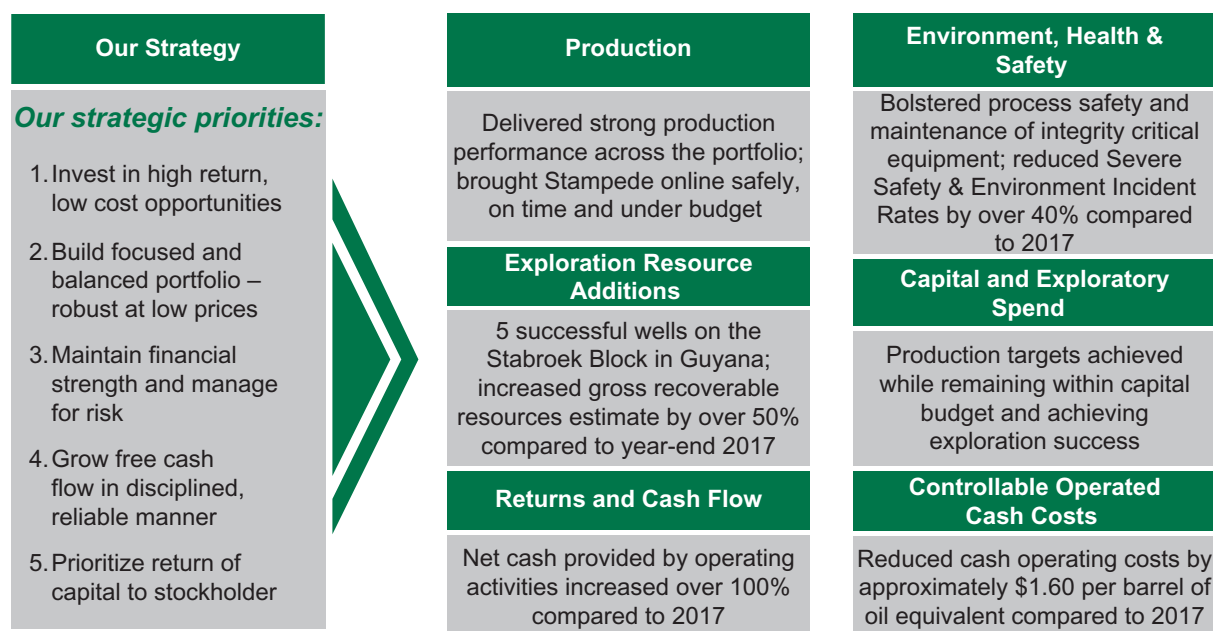 Our Strategy
Our strategic priorities:
1. Invest in high return,
low cost opportunities
2. Build focused and
balanced portfolio –
robust at low prices
3. Maintain financial
strength and manage
for risk
4. Grow free cash
flow in disciplined,
reliable manner
5. Prioritize return of
capital to stockholder
Production
Delivered strong production
performance across the portfolio;
brought Stampede online safely,
on time and under budget
Exploration Resource
Additions
5 successful wells on the
Stabroek Block in Guyana;
increased gross recoverable
resources estimate by over 50%
compared to year-end 2017
Returns and Cash Flow
Net cash provided by operating
activities increased over 100%
compared to 2017
Environment, Health &
Safety
Bolstered process safety and
maintenance of integrity critical
equipment; reduced Severe
Safety & Environment Incident
Rates by over 40% compared
to 2017
Capital and Exploratory
Spend
Production targets achieved
while remaining within capital
budget and achieving
exploration success
Controllable Operated
Cash Costs
Reduced cash operating costs by
approximately $1.60 per barrel of
oil equivalent compared to 2017